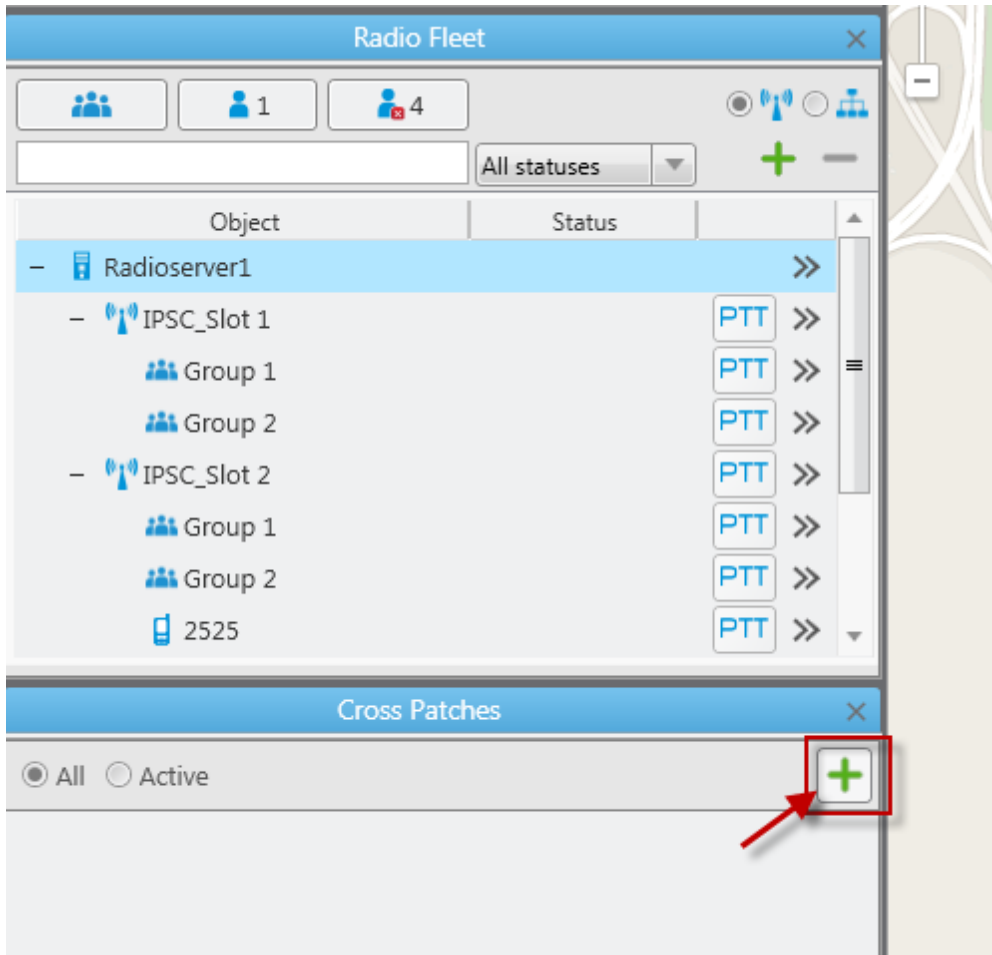 Radio Fleet
1 4
All statuses
Object Status
Radioserver1
IPSC_Slot 1 PTT
Group 1 PTT
Group 2 PTT
IPSC_Slot 2 PTT
Group 1 PTT
Group 2 PTT
2525 PTT
Cross Patches
All Active